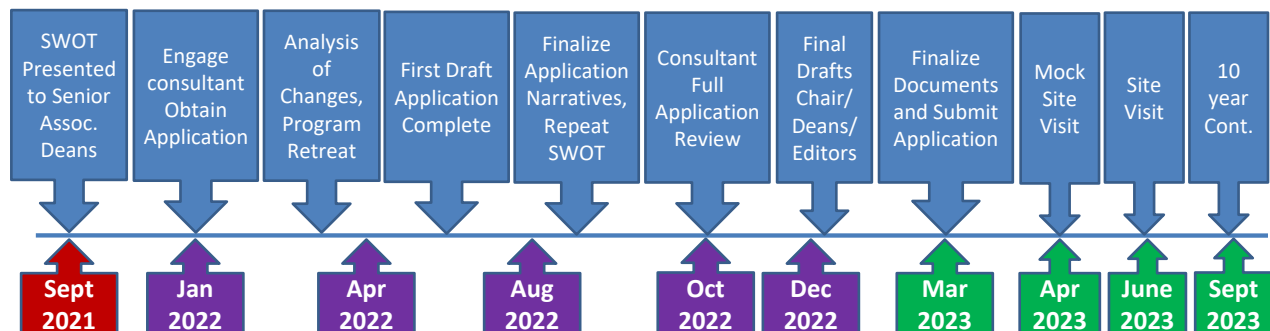 SWOT
Presented
to Senior
Assoc.
Deans
Engage
consultant
Obtain
Application
Analysis
of
Changes,
Program
Retreat
First Draft
Application
Complete
Finalize
Application
Narratives,
Repeat
SWOT
Consultant
Full
Application
Review
Final
Drafts
Chair/
Deans/
Editors
Finalize
Documents
and Submit
Application
Mock
Site
Visit
Site
Visit
10
year
Cont.
Sept
2021
Jan
2022
Apr
2022
Aug
2022
Oct
2022
Dec
2022
Mar
2023
Apr
2023
June
2023
Sept
2023